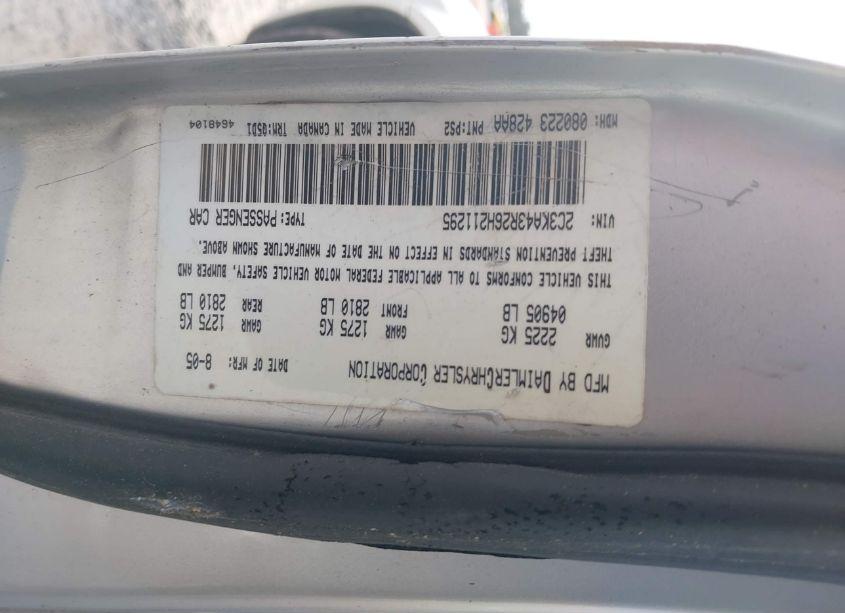 MFD BY DAIMLERCHRYSLER CORPORATION DATE OF MFR: 8-05
GVWR 2225 KG GAWR 1275 KG GAWR 1275 KG
04905 LB FRONT 2810 LB REAR 2810 LB
THIS VEHICLE CONFORMS TO ALL APPLICABLE FEDERAL MOTOR VEHICLE SAFETY, BUMPER AND
THEFT PREVENTION STANDARDS IN EFFECT ON THE DATE OF MANUFACTURE SHOWN ABOVE.
VIN: 2C3KA43R26H211295 TYPE: PASSENGER CAR
MDH: 080223 428AA PNT:PS2 VEHICLE MADE IN CANADA TRM:Q5D1 4648104